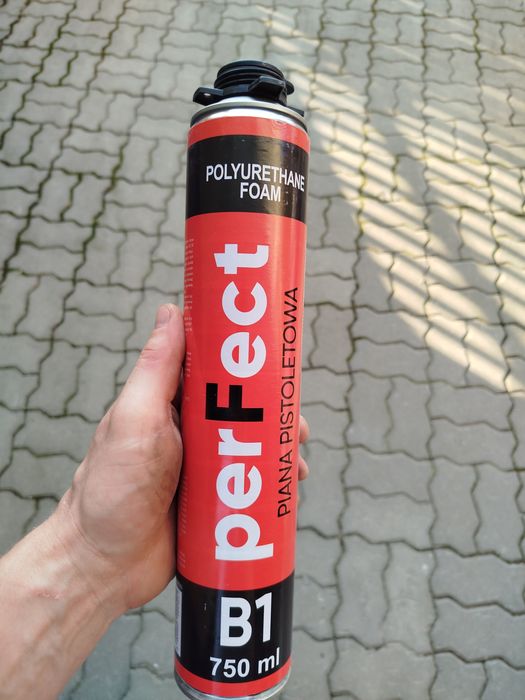 POLYURETHANE
FOAM
perFect
PIANA PISTOLETOWA
B1
750 ml